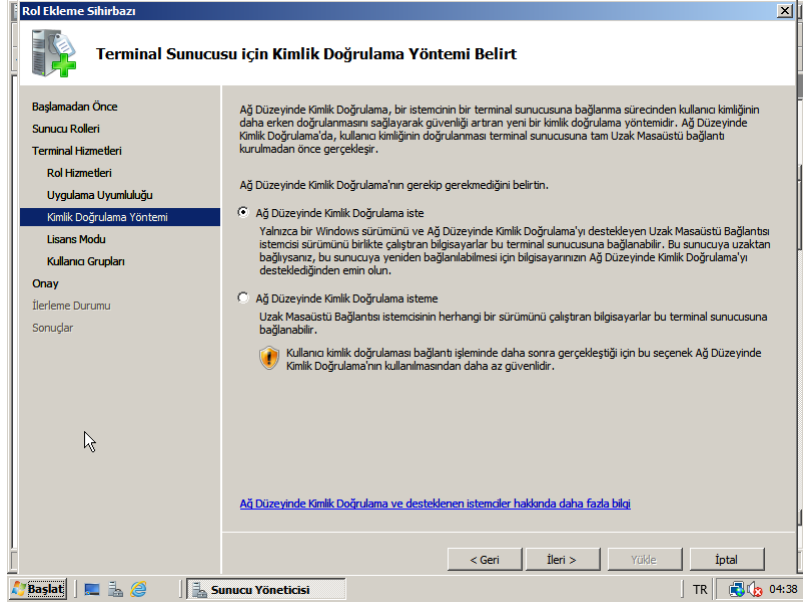 Rol Ekleme Sihirbazı
Terminal Sunucusu için Kimlik Doğrulama Yöntemi Belirt
Başlamadan Önce
Sunucu Rolleri
Terminal Hizmetleri
Rol Hizmetleri
Uygulama Uyumluluğu
Kimlik Doğrulama Yöntemi
Lisans Modu
Kullanıcı Grupları
Onay
İlerleme Durumu
Sonuçlar
Ağ Düzeyinde Kimlik Doğrulama, bir istemcinin bir terminal sunucusuna bağlanma sürecinden kullanıcı kimliğinin
daha erken doğrulanmasını sağlayarak güvenliği artıran yeni bir kimlik doğrulama yöntemidir. Ağ Düzeyinde
Kimlik Doğrulama'da, kullanıcı kimliğinin doğrulanması terminal sunucusuna tam Uzak Masaüstü bağlantı
kurulmadan önce gerçekleşir.
Ağ Düzeyinde Kimlik Doğrulama'nın gerekip gerekmediğini belirtin.
Ağ Düzeyinde Kimlik Doğrulama iste
Yalnızca bir Windows sürümünü ve Ağ Düzeyinde Kimlik Doğrulama'yı destekleyen Uzak Masaüstü Bağlantısı
istemcisi sürümünü birlikte çalıştıran bilgisayarlar bu terminal sunucusuna bağlanabilir. Bu sunucuya uzaktan
bağlıysanız, bu sunucuya yeniden bağlanılabilmesi için bilgisayarınızın Ağ Düzeyinde Kimlik Doğrulama'yı
desteklediğinden emin olun.
Ağ Düzeyinde Kimlik Doğrulama isteme
Uzak Masaüstü Bağlantısı istemcisinin herhangi bir sürümünü çalıştıran bilgisayarlar bu terminal sunucusuna
bağlanabilir.
Kullanıcı kimlik doğrulaması bağlantı işleminde daha sonra gerçekleştiği için bu seçenek Ağ Düzeyinde
Kimlik Doğrulama'nın kullanılmasından daha az güvenlidir.
Ağ Düzeyinde Kimlik Doğrulama ve desteklenen istemciler hakkında daha fazla bilgi
< Geri
İleri >
Yükle
İptal
Başlat
Sunucu Yöneticisi
TR
04:38